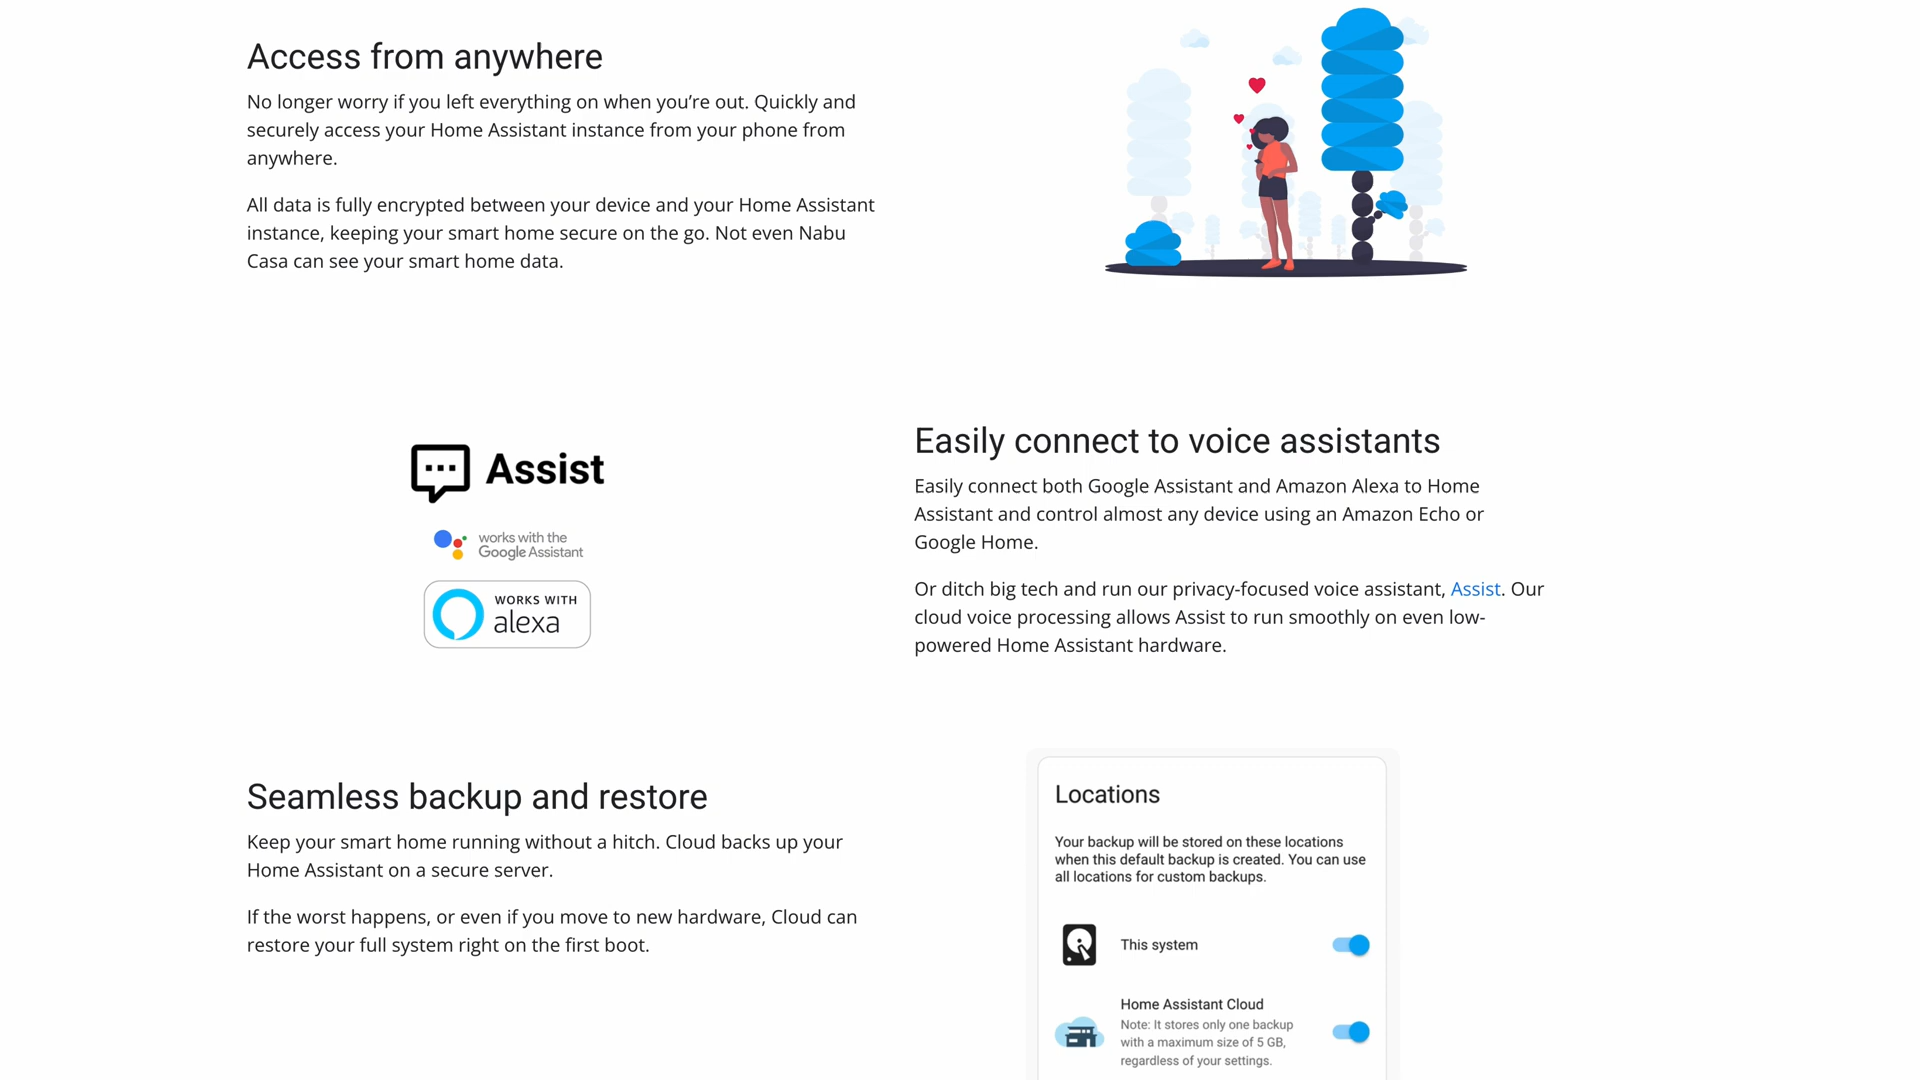 Access from anywhere
No longer worry if you left everything on when you’re out. Quickly and
securely access your Home Assistant instance from your phone from
anywhere.
All data is fully encrypted between your device and your Home Assistant
instance, keeping your smart home secure on the go. Not even Nabu
Casa can see your smart home data.
Assist
works with the
Google Assistant
WORKS WITH
alexa
Easily connect to voice assistants
Easily connect both Google Assistant and Amazon Alexa to Home
Assistant and control almost any device using an Amazon Echo or
Google Home.
Or ditch big tech and run our privacy-focused voice assistant, Assist. Our
cloud voice processing allows Assist to run smoothly on even low-
powered Home Assistant hardware.
Seamless backup and restore
Keep your smart home running without a hitch. Cloud backs up your
Home Assistant on a secure server.
If the worst happens, or even if you move to new hardware, Cloud can
restore your full system right on the first boot.
Locations
Your backup will be stored on these locations
when this default backup is created. You can use
all locations for custom backups.
This system
Home Assistant Cloud
Note: It stores only one backup
with a maximum size of 5 GB,
regardless of your settings.